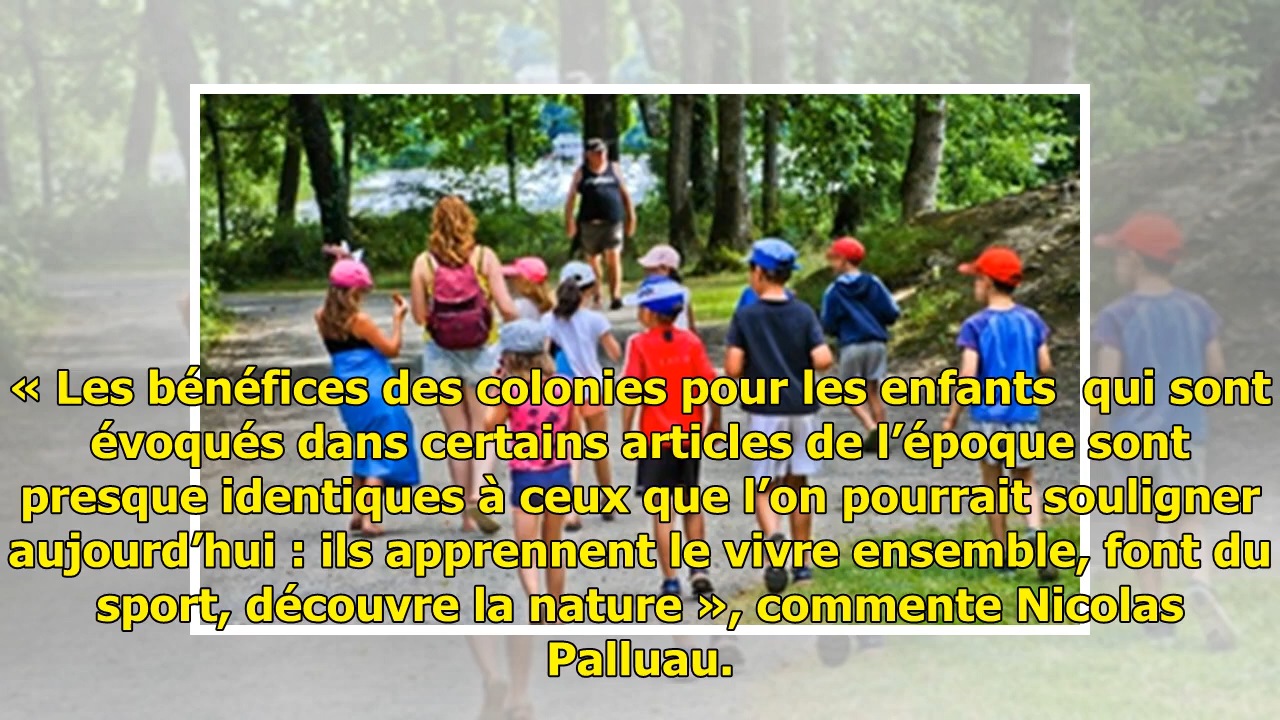 « Les bénéfices des colonies pour les enfants  qui sont
évoqués dans certains articles de l’époque sont
presque identiques à ceux que l’on pourrait souligner
aujourd’hui : ils apprennent le vivre ensemble, font du
sport, découvre la nature », commente Nicolas
Palluau.